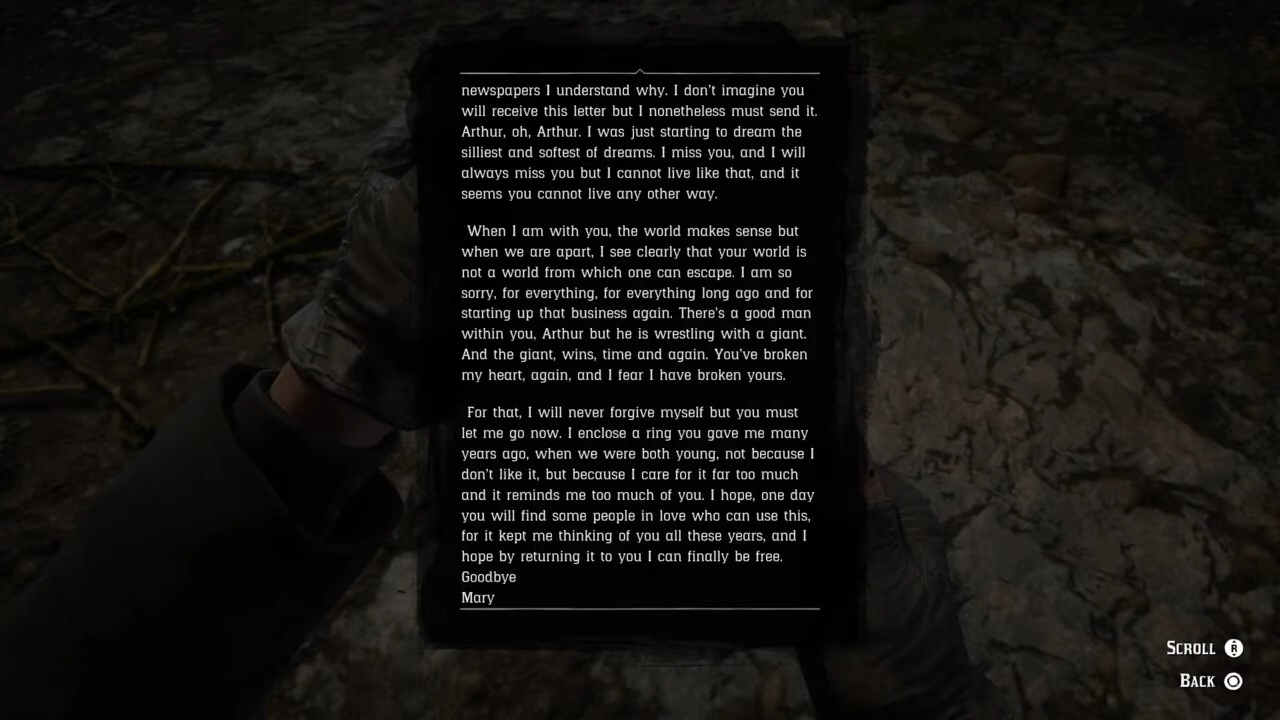 newspapers I understand why. I don't imagine you
will receive this letter but I nonetheless must send it.
Arthur, oh, Arthur. I was just starting to dream the
silliest and softest of dreams. I miss you, and I will
always miss you but I cannot live like that, and it
seems you cannot live any other way.
When I am with you, the world makes sense but
when we are apart, I see clearly that your world is
not a world from which one can escape. I am so
sorry, for everything, for everything long ago and for
starting up that business again. There's a good man
within you, Arthur but he is wrestling with a giant.
And the giant, wins, time and again. You've broken
my heart, again, and I fear I have broken yours.
For that, I will never forgive myself but you must
let me go now. I enclose a ring you gave me many
years ago, when we were both young, not because I
don't like it, but because I care for it far too much
and it reminds me too much of you. I hope, one day
you will find some people in love who can use this,
for it kept me thinking of you all these years, and I
hope by returning it to you I can finally be free.
Goodbye
Mary
SCROLL R
BACK